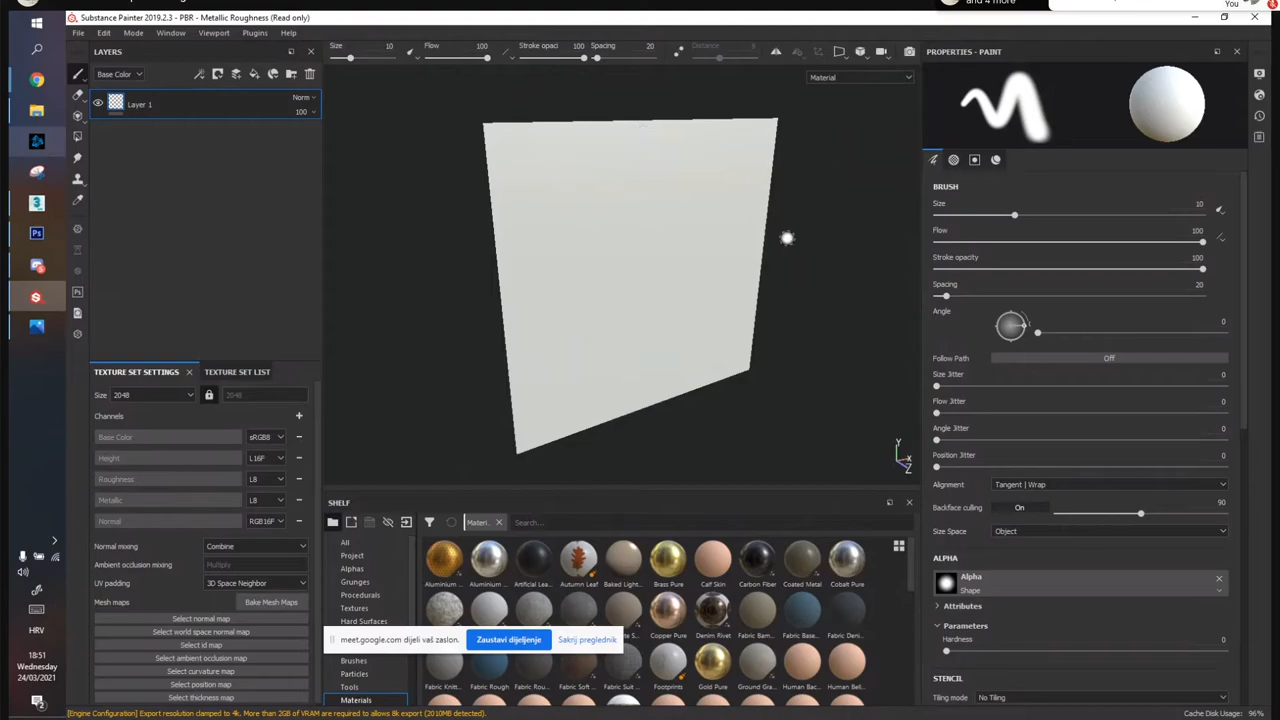 and 4 more
You
Substance Painter 2019.2.3 - PBR - Metallic Roughness (Read only)
File Edit Mode Window Viewport Plugins Help
LAYERS
Base Color
Layer 1
Norm
100
Size 10
Flow 100
Stroke opaci 100
Spacing 20
Distance
Material
TEXTURE SET SETTINGS
TEXTURE SET LIST
Size 2048 2048
Channels
Base Color sRGB8
Height L16F
Roughness L8
Metallic L8
Normal RGB16F
Normal mixing Combine
Ambient occlusion mixing Multiply
UV padding 3D Space Neighbor
Mesh maps Bake Mesh Maps
Select normal map
Select world space normal map
Select id map
Select ambient occlusion map
Select curvature map
Select position map
Select thickness map
Y
X
Z
SHELF
Materi...
Search...
All
Project
Alphas
Grunges
Procedurals
Textures
Hard Surfaces
Brushes
Particles
Tools
Materials
Aluminium ... Aluminium ... Artificial Lea... Autumn Leaf Baked Light... Brass Pure Calf Skin Carbon Fiber Coated Metal Cobalt Pure
Copper Pure Denim Rivet Fabric Bam... Fabric Base... Fabric Deni...
Fabric Knitt... Fabric Rough Fabric Rou... Fabric Soft ... Fabric Suit ... Footprints Gold Pure Ground Gra... Human Bac... Human Bell...
meet.google.com dijeli vaš zaslon.
Zaustavi dijeljenje
Sakrij preglednik
PROPERTIES - PAINT
BRUSH
Size 10
Flow 100
Stroke opacity 100
Spacing 20
Angle 0
Follow Path Off
Size Jitter 0
Flow Jitter 0
Angle Jitter 0
Position Jitter 0
Alignment Tangent | Wrap
Backface culling On 90
Size Space Object
ALPHA
Alpha
Shape
Attributes
Parameters
Hardness 0
STENCIL
Tiling mode No Tiling
HRV
18:51
Wednesday
24/03/2021
[Engine Configuration] Export resolution clamped to 4k. More than 2GB of VRAM are required to allows 8k export (2010MB detected).
Cache Disk Usage: 96%